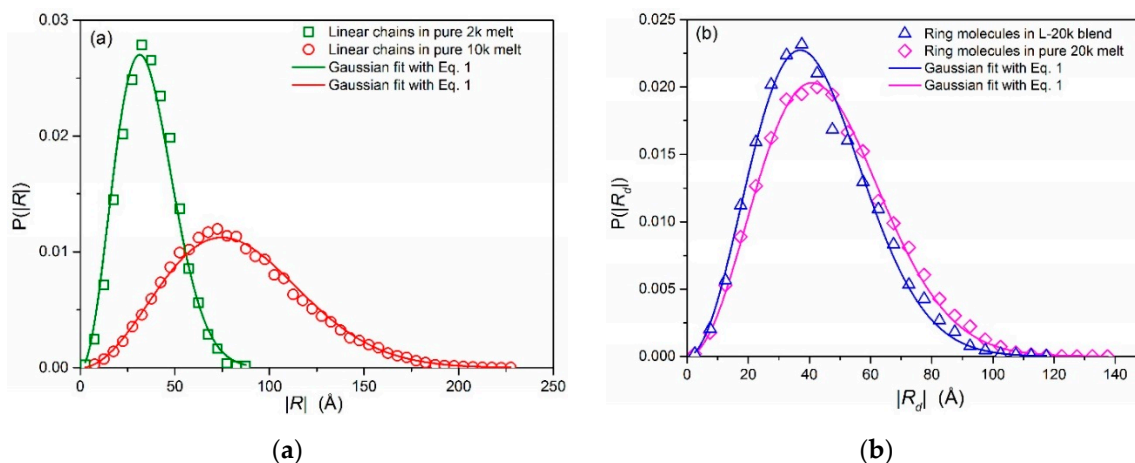 (a)
Linear chains in pure 2k melt
Linear chains in pure 10k melt
Gaussian fit with Eq. 1
Gaussian fit with Eq. 1
0.03
0.02
0.01
0.00
P(|R|)
0 50 100 150 200 250
|R| (Å)
(a)
(b)
Ring molecules in L-20k blend
Ring molecules in pure 20k melt
Gaussian fit with Eq. 1
Gaussian fit with Eq. 1
0.025
0.020
0.015
0.010
0.005
0.000
P(|R_d|)
0 20 40 60 80 100 120 140
|R_d| (Å)
(b)